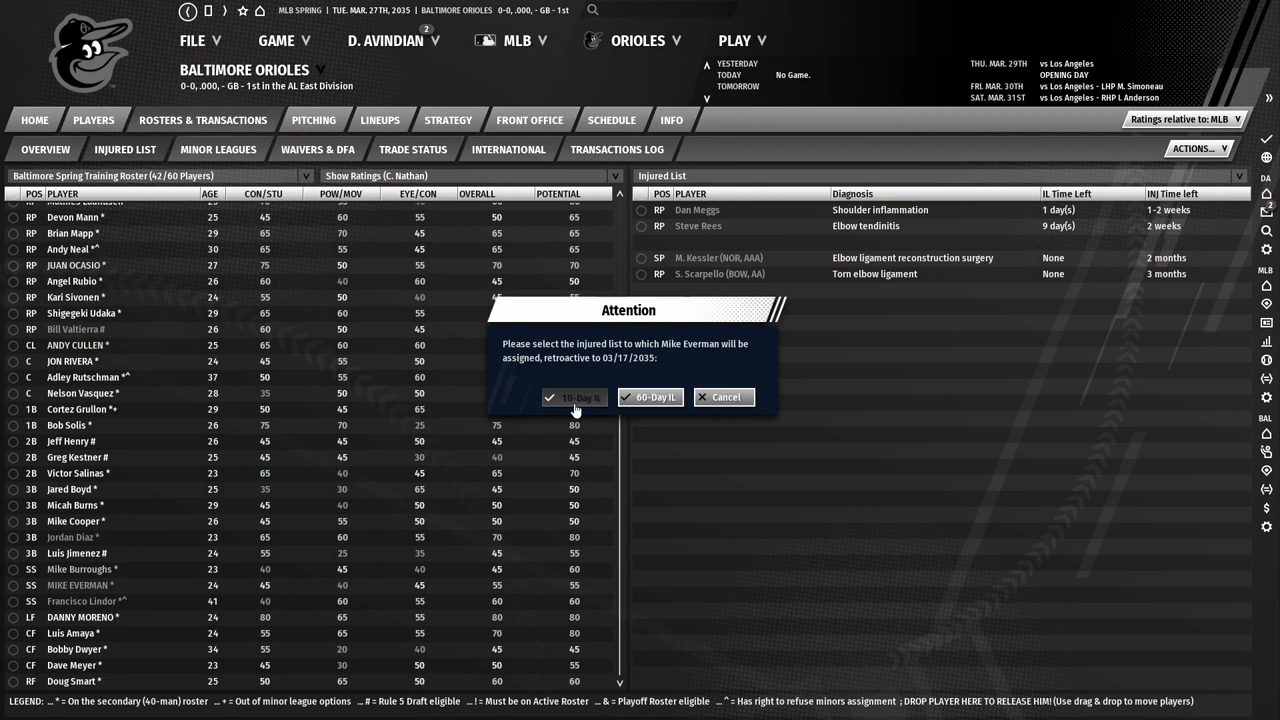 MLB SPRING | TUE. MAR. 27TH, 2035 | BALTIMORE ORIOLES 0-0, .000, - GB - 1st
FILE GAME D. AVINDIAN 2 MLB ORIOLES PLAY
BALTIMORE ORIOLES
0-0, .000, - GB - 1st in the AL East Division
YESTERDAY
TODAY No Game.
TOMORROW
THU. MAR. 29TH vs Los Angeles
OPENING DAY
FRI. MAR. 30TH vs Los Angeles - LHP M. Simoneau
SAT. MAR. 31ST vs Los Angeles - RHP I. Anderson
HOME PLAYERS ROSTERS & TRANSACTIONS PITCHING LINEUPS STRATEGY FRONT OFFICE SCHEDULE INFO Ratings relative to: MLB
OVERVIEW INJURED LIST MINOR LEAGUES WAIVERS & DFA TRADE STATUS INTERNATIONAL TRANSACTIONS LOG ACTIONS...
Baltimore Spring Training Roster (42/60 Players) Show Ratings (C. Nathan)
POS PLAYER AGE CON/STU POW/MOV EYE/CON OVERALL POTENTIAL
RP Devon Mann * 25 45 60 55 50 65
RP Brian Mapp * 29 65 70 45 65 65
RP Andy Neal *^ 30 65 55 45 65 65
RP JUAN OCASIO * 27 75 50 50 70 70
RP Angel Rubio * 26 60 40 60 45 50
RP Kari Sivonen * 24 55 50 40
RP Shigegeki Udaka * 29 65 60 55
RP Bill Valtierra # 26 60 50 45
CL ANDY CULLEN * 25 65 60 60
C JON RIVERA * 24 45 55 50
C Adley Rutschman *^ 37 50 55 60
C Nelson Vasquez * 28 35 50 50
1B Cortez Grullon *+ 29 50 45 65
1B Bob Solis * 26 75 70 25 75 80
2B Jeff Henry # 26 45 45 50 45 45
2B Greg Kestner # 25 45 45 30 40 45
2B Victor Salinas * 23 65 40 45 65 70
3B Jared Boyd * 25 35 30 65 45 50
3B Micah Burns * 29 45 40 50 50 50
3B Mike Cooper * 26 45 55 50 50 50
3B Jordan Diaz * 23 65 60 55 70 80
3B Luis Jimenez # 24 55 25 35 45 55
SS Mike Burroughs * 23 40 45 40 40 60
SS MIKE EVERMAN * 24 45 40 45 55 55
SS Francisco Lindor *^ 41 40 60 55 60 60
LF DANNY MORENO * 24 80 65 55 80 80
CF Luis Amaya * 24 55 65 55 70 80
CF Bobby Dwyer * 34 55 20 40 45 45
CF Dave Meyer * 23 45 30 50 50 55
RF Doug Smart * 25 50 65 60 60 60
Injured List
POS PLAYER Diagnosis IL Time Left INJ Time left
RP Dan Meggs Shoulder inflammation 1 day(s) 1-2 weeks
RP Steve Rees Elbow tendinitis 9 day(s) 2 weeks
SP M. Kessler (NOR, AAA) Elbow ligament reconstruction surgery None 2 months
RP S. Scarpello (BOW, AA) Torn elbow ligament None 3 months
Attention
Please select the injured list to which Mike Everman will be
assigned, retroactive to 03/17/2035:
10-Day IL 60-Day IL Cancel
DA
2
MLB
BAL
LEGEND: ... * = On the secondary (40-man) roster ... + = Out of minor league options ... # = Rule 5 Draft eligible ... ! = Must be on Active Roster ... & = Playoff Roster eligible ... ^ = Has right to refuse minors assignment ; DROP PLAYER HERE TO RELEASE HIM! (Use drag & drop to move players)